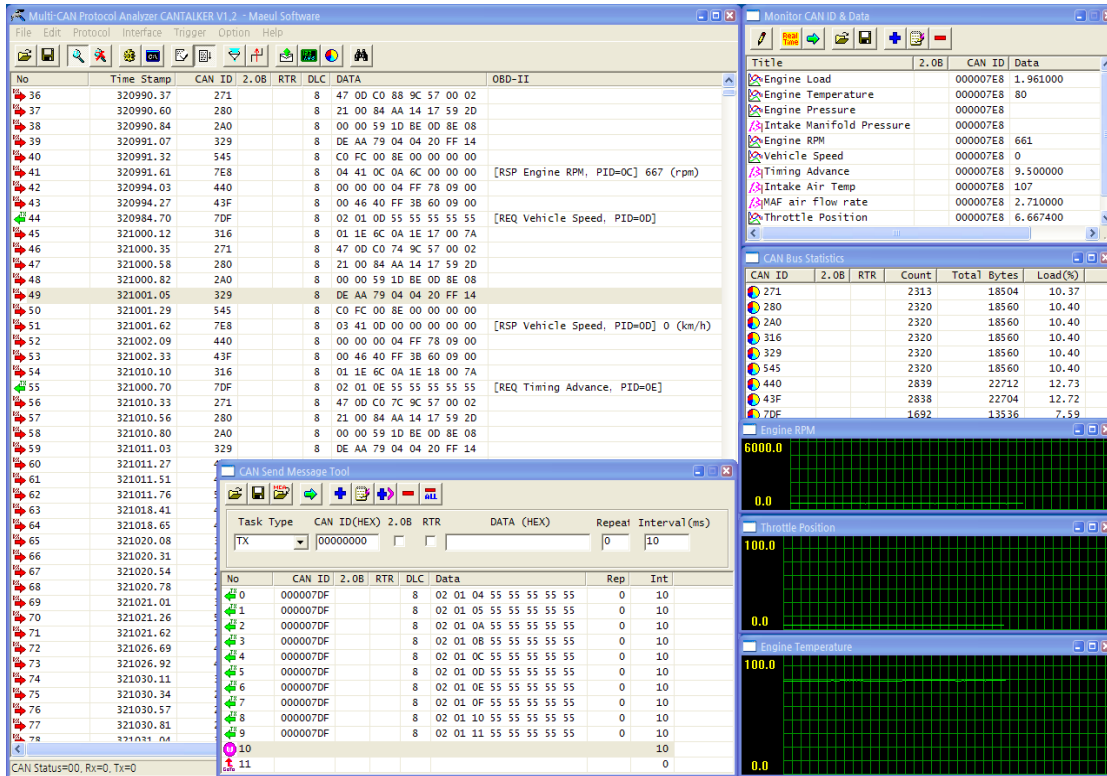 Multi-CAN Protocol Analyzer CANTALKER V1,2 - Maeul Software
File Edit Protocol Interface Trigger Option Help
No Time Stamp CAN ID 2.0B RTR DLC DATA OBD-II
36 320990.37 271 8 47 0D C0 88 9C 57 00 02
37 320990.60 280 8 21 00 84 AA 14 17 59 2D
38 320990.84 2A0 8 00 00 59 1D BE 0D 8E 08
39 320991.07 329 8 DE AA 79 04 04 20 FF 14
40 320991.32 545 8 C0 FC 00 8E 00 00 00 00
41 320991.61 7E8 8 04 41 0C 0A 6C 00 00 00 [RSP Engine RPM, PID=0C] 667 (rpm)
42 320994.03 440 8 00 00 00 04 FF 78 09 00
43 320994.27 43F 8 00 46 40 FF 3B 60 09 00
44 320984.70 7DF 8 02 01 0D 55 55 55 55 55 [REQ Vehicle Speed, PID=0D]
45 321000.12 316 8 01 1E 6C 0A 1E 17 00 7A
46 321000.35 271 8 47 0D C0 74 9C 57 00 02
47 321000.58 280 8 21 00 84 AA 14 17 59 2D
48 321000.82 2A0 8 00 00 59 1D BE 0D 8E 08
49 321001.05 329 8 DE AA 79 04 04 20 FF 14
50 321001.29 545 8 C0 FC 00 8E 00 00 00 00
51 321001.62 7E8 8 03 41 0D 00 00 00 00 00 [RSP Vehicle Speed, PID=0D] 0 (km/h)
52 321002.09 440 8 00 00 00 04 FF 78 09 00
53 321002.33 43F 8 00 46 40 FF 3B 60 09 00
54 321010.10 316 8 01 1E 6C 0A 1E 18 00 7A
55 321000.70 7DF 8 02 01 0E 55 55 55 55 55 [REQ Timing Advance, PID=0E]
56 321010.33 271 8 47 0D C0 7C 9C 57 00 02
57 321010.56 280 8 21 00 84 AA 14 17 59 2D
58 321010.80 2A0 8 00 00 59 1D BE 0D 8E 08
59 321011.03 329 8 DE AA 79 04 04 20 FF 14
60 321011.27
61 321011.51
62 321011.76
63 321018.41
64 321018.65
65 321020.08
66 321020.31
67 321020.54
68 321020.78
69 321021.01
70 321021.26
71 321021.62
72 321026.69
73 321026.92
74 321030.11
75 321030.34
76 321030.57
77 321030.81
78 321031.04
CAN Status=00, Rx=0, Tx=0
CAN Send Message Tool
ALL
Task Type CAN ID(HEX) 2.0B RTR DATA (HEX) Repeat Interval(ms)
TX 00000000 0 10
No CAN ID 2.0B RTR DLC Data Rep Int
0 000007DF 8 02 01 04 55 55 55 55 55 0 10
1 000007DF 8 02 01 05 55 55 55 55 55 0 10
2 000007DF 8 02 01 0A 55 55 55 55 55 0 10
3 000007DF 8 02 01 0B 55 55 55 55 55 0 10
4 000007DF 8 02 01 0C 55 55 55 55 55 0 10
5 000007DF 8 02 01 0D 55 55 55 55 55 0 10
6 000007DF 8 02 01 0E 55 55 55 55 55 0 10
7 000007DF 8 02 01 0F 55 55 55 55 55 0 10
8 000007DF 8 02 01 10 55 55 55 55 55 0 10
9 000007DF 8 02 01 11 55 55 55 55 55 0 10
10 10
11 0
Monitor CAN ID & Data
Real Time
Title 2.0B CAN ID Data
Engine Load 000007E8 1.961000
Engine Temperature 000007E8 80
Engine Pressure 000007E8
Intake Manifold Pressure 000007E8
Engine RPM 000007E8 661
Vehicle Speed 000007E8 0
Timing Advance 000007E8 9.500000
Intake Air Temp 000007E8 107
MAF air flow rate 000007E8 2.710000
Throttle Position 000007E8 6.667400
CAN Bus Statistics
CAN ID 2.0B RTR Count Total Bytes Load(%)
271 2313 18504 10.37
280 2320 18560 10.40
2A0 2320 18560 10.40
316 2320 18560 10.40
329 2320 18560 10.40
545 2320 18560 10.40
440 2839 22712 12.73
43F 2838 22704 12.72
7DF 1692 13536 7.59
Engine RPM
6000.0
0.0
Throttle Position
100.0
0.0
Engine Temperature
100.0
0.0